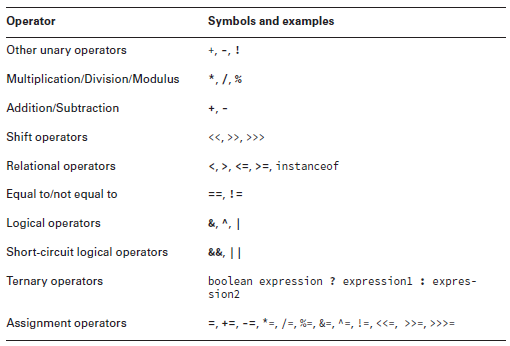 Operator Symbols and examples
Other unary operators +, -, !
Multiplication/Division/Modulus *, /, %
Addition/Subtraction +, -
Shift operators <<, >>, >>>
Relational operators <, >, <=, >=, instanceof
Equal to/not equal to ==, !=
Logical operators &, ^, |
Short-circuit logical operators &&, ||
Ternary operators boolean expression ? expression1 : expres-
sion2
Assignment operators =, +=, -=, *=, /=, %=, &=, ^=, !=, <<=, >>=, >>>=